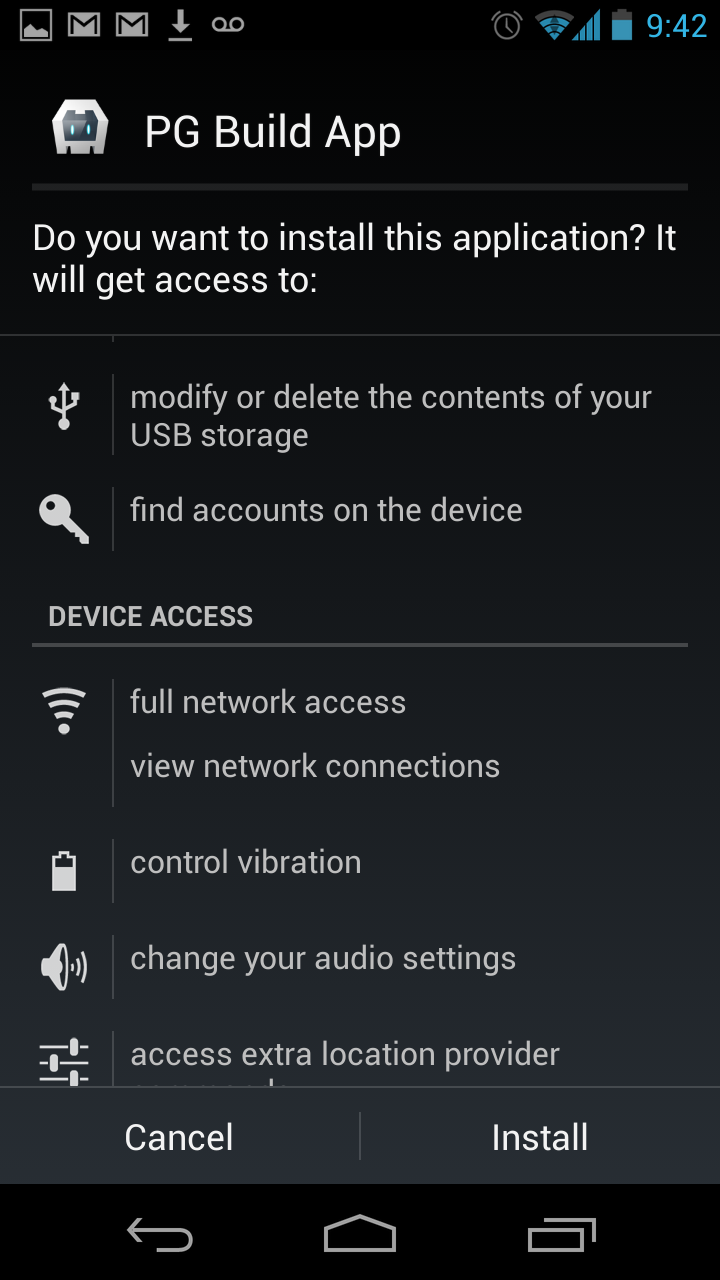 9:42
PG Build App
Do you want to install this application? It
will get access to:
modify or delete the contents of your
USB storage
find accounts on the device
DEVICE ACCESS
full network access
view network connections
control vibration
change your audio settings
access extra location provider
Cancel
Install